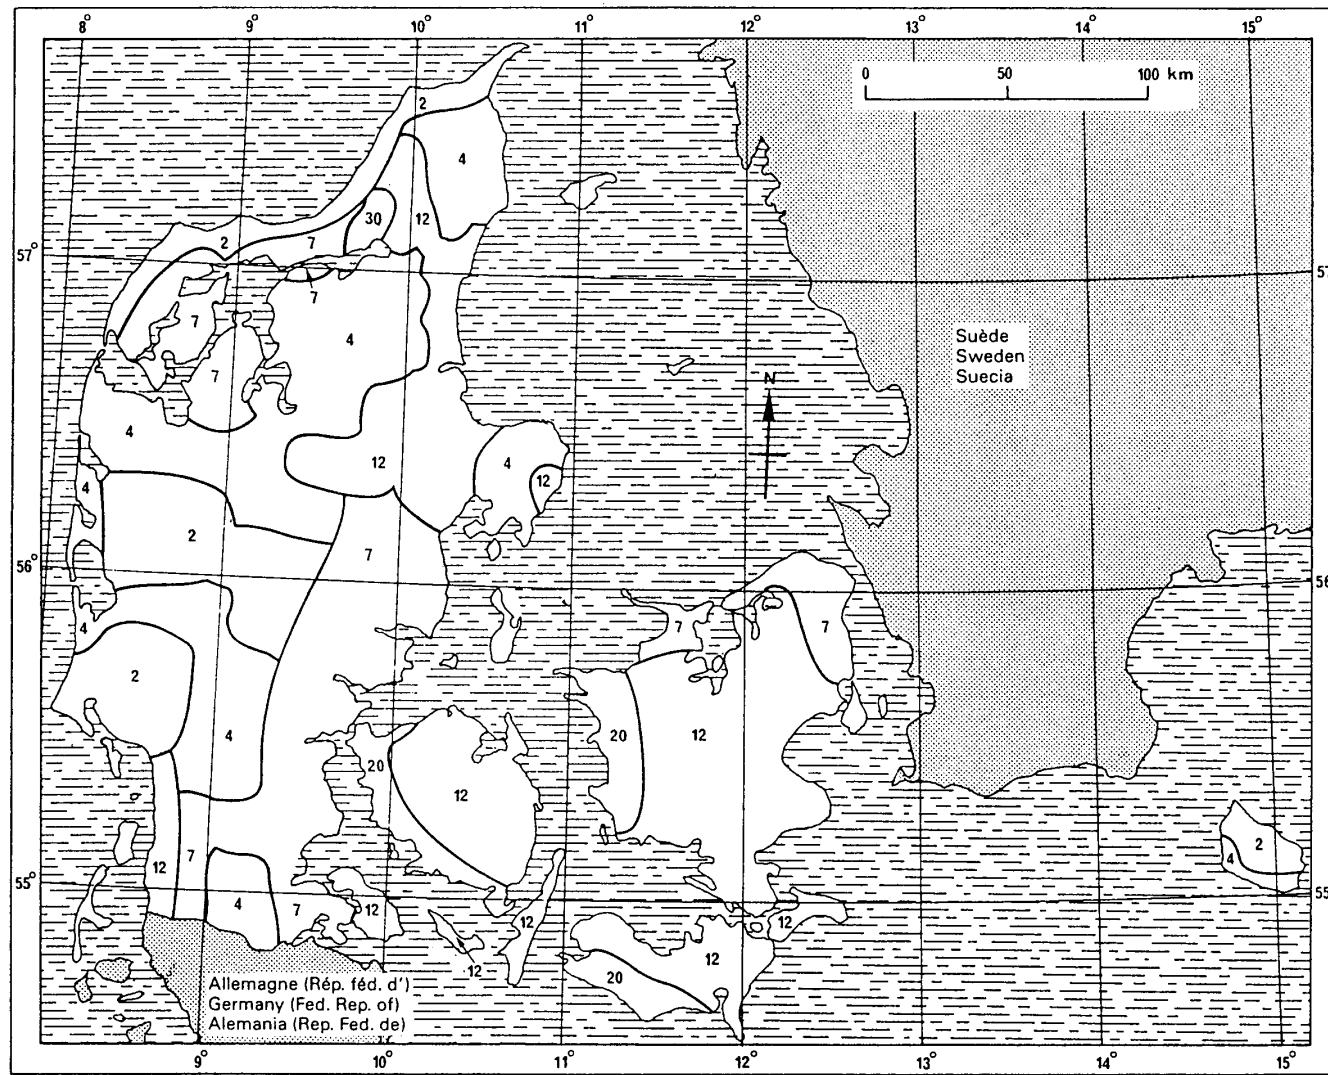 8° 9° 10° 11° 12° 13° 14° 15°
0 50 100 km
2
4
30 12
2 7
57° 57
7
7 4
Suède
Sweden
Suecia
N
7
4
12 4 12
4
2
7
56° 56
4 7 7
2
4 20 12
20
12
2
4
12 7
55° 55
4 7 12 12 12
12
12
20
Allemagne (Rép. féd. d')
Germany (Fed. Rep. of)
Alemania (Rep. Fed. de)
9° 10° 11° 12° 13° 14° 15°